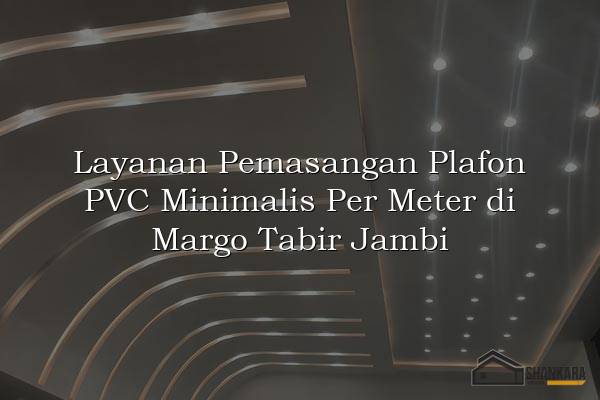 Layanan Pemasangan Plafon
PVC Minimalis Per Meter di
Margo Tabir Jambi
SHANKARA